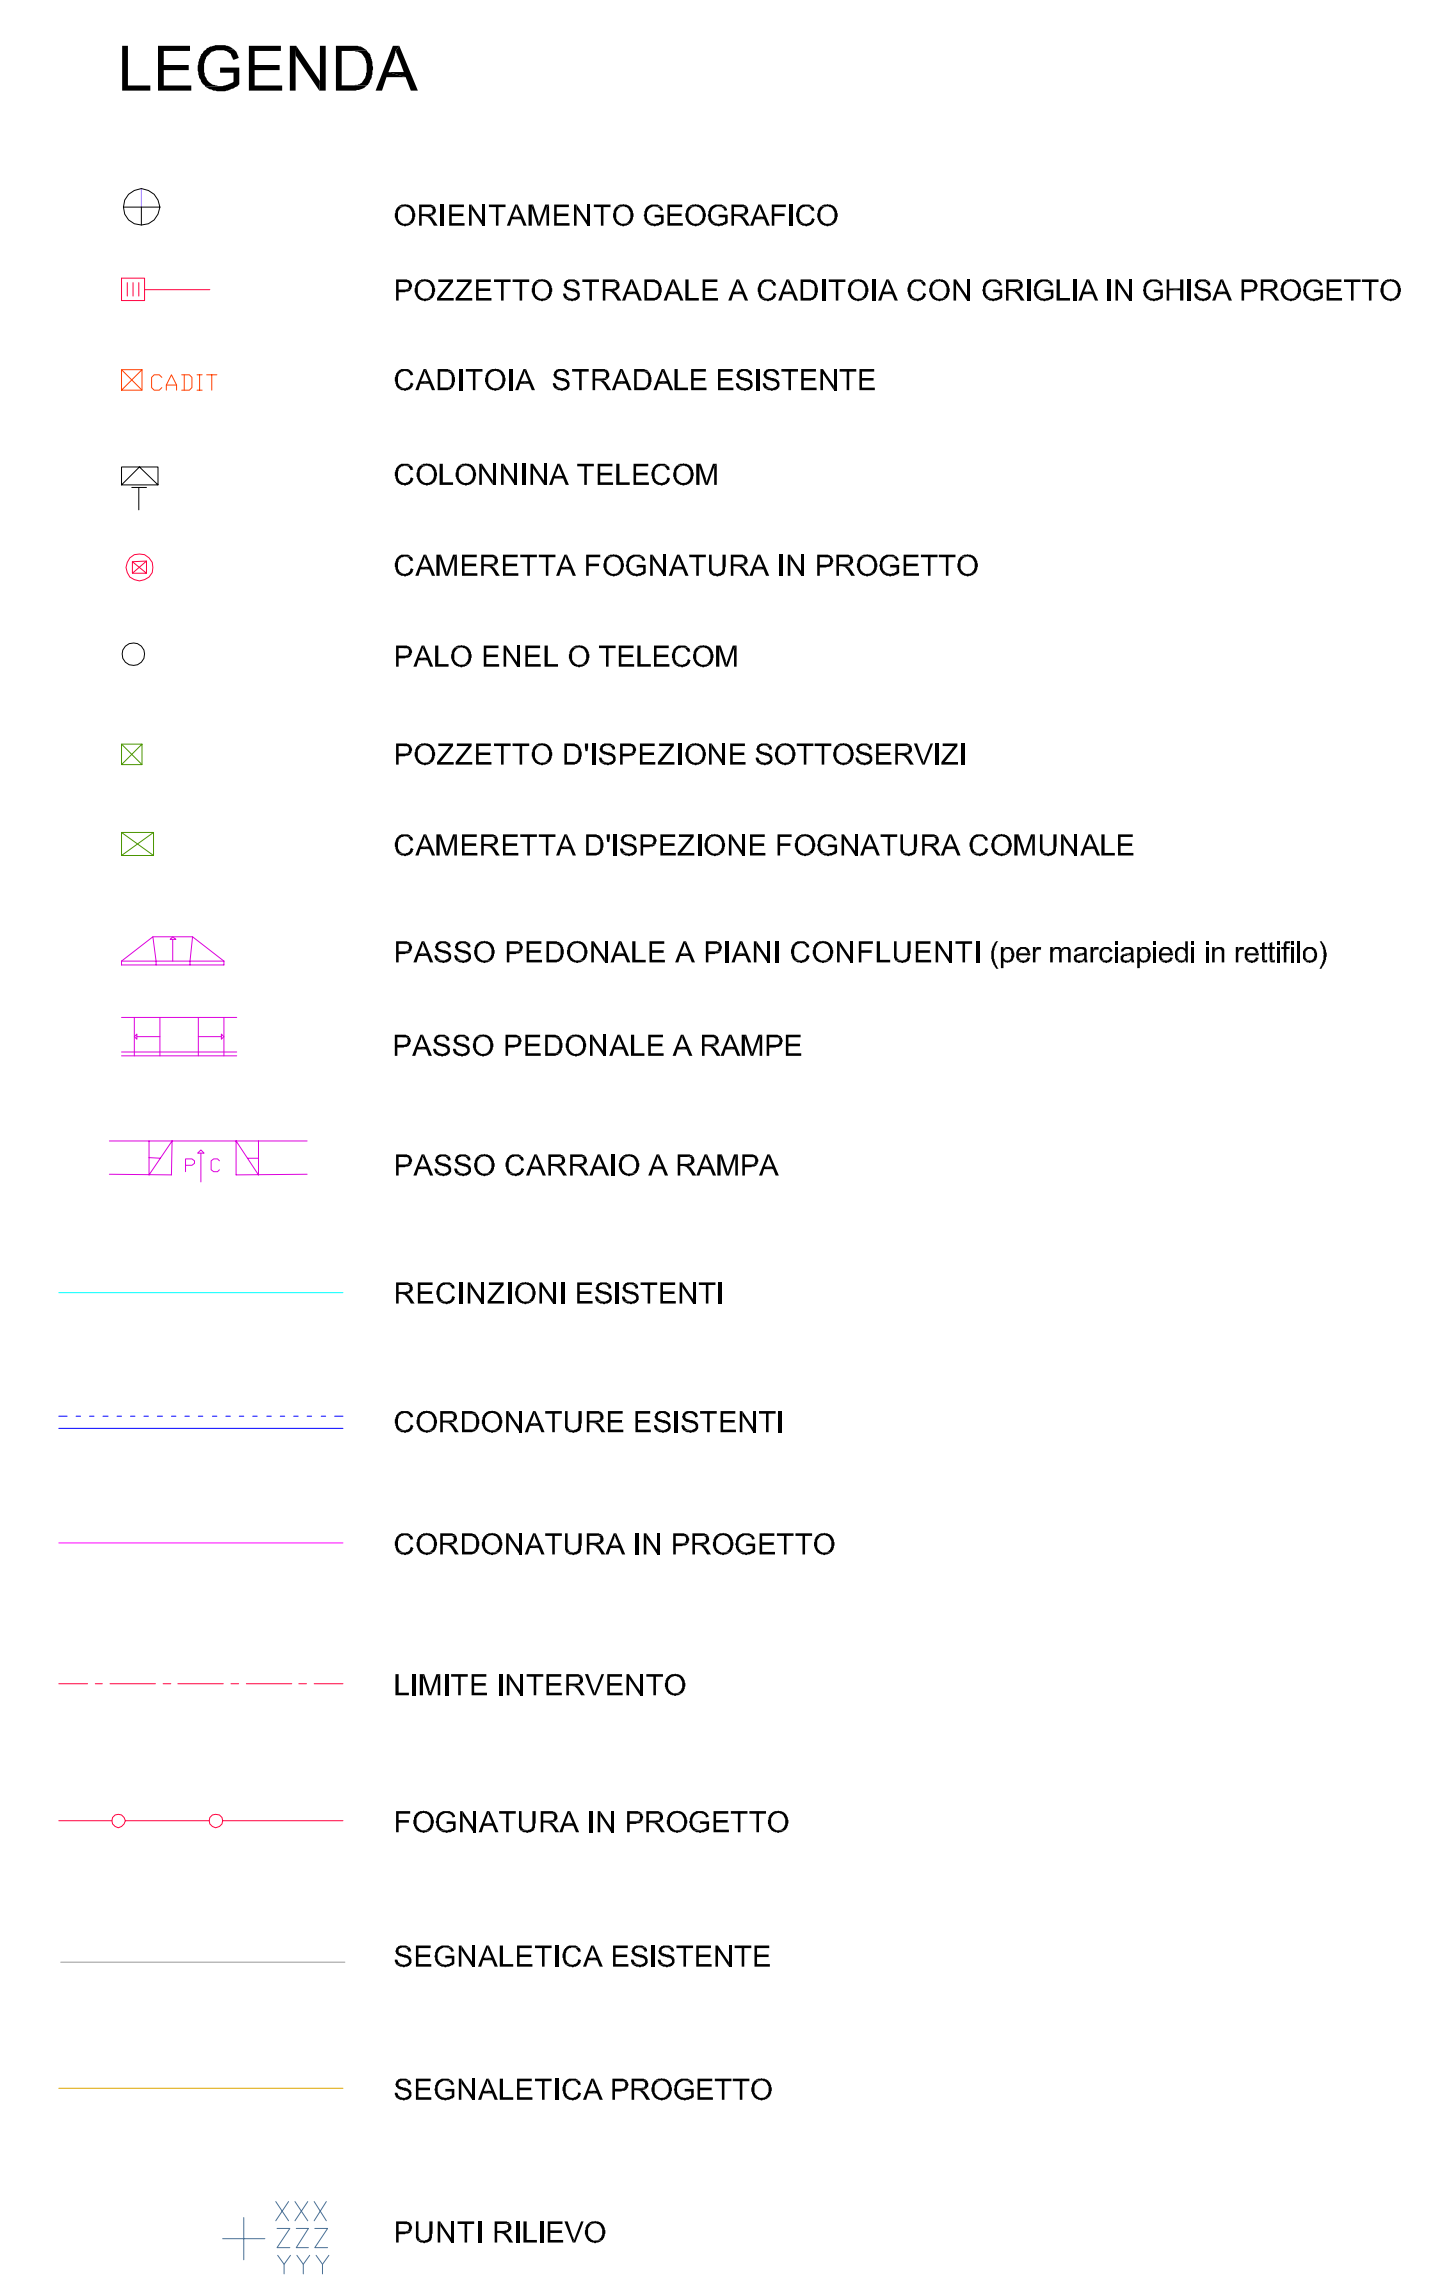 LEGENDA
ORIENTAMENTO GEOGRAFICO
POZZETTO STRADALE A CADITOIA CON GRIGLIA IN GHISA PROGETTO
CADIT CADITOIA STRADALE ESISTENTE
COLONNINA TELECOM
CAMERETTA FOGNATURA IN PROGETTO
PALO ENEL O TELECOM
POZZETTO D'ISPEZIONE SOTTOSERVIZI
CAMERETTA D'ISPEZIONE FOGNATURA COMUNALE
PASSO PEDONALE A PIANI CONFLUENTI (per marciapiedi in rettifilo)
PASSO PEDONALE A RAMPE
P C PASSO CARRAIO A RAMPA
RECINZIONI ESISTENTI
CORDONATURE ESISTENTI
CORDONATURA IN PROGETTO
LIMITE INTERVENTO
FOGNATURA IN PROGETTO
SEGNALETICA ESISTENTE
SEGNALETICA PROGETTO
XXX
ZZZ PUNTI RILIEVO
YYY